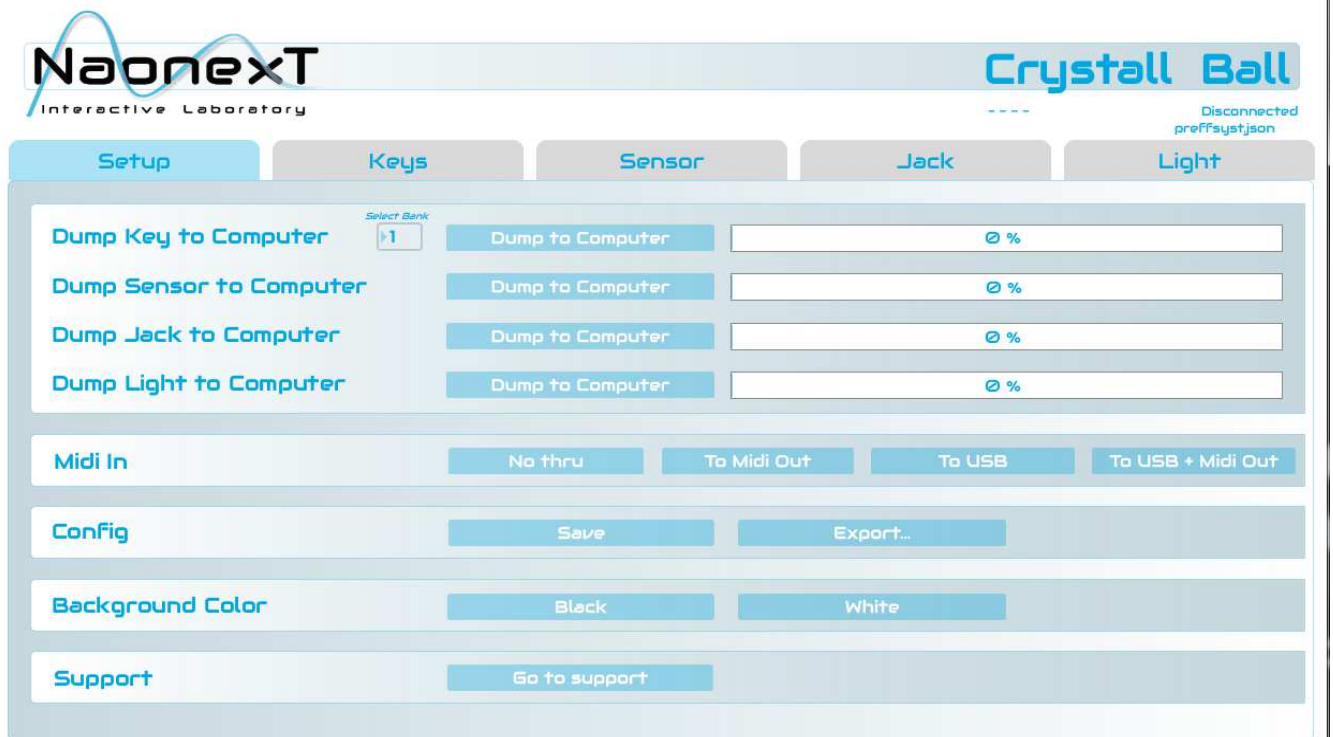 NaonexT
Interactive Laboratory
Crystall Ball
----
Disconnected
preffsyst.json
Setup Keys Sensor Jack Light
Select Bank
Dump Key to Computer 1 Dump to Computer 0 %
Dump Sensor to Computer Dump to Computer 0 %
Dump Jack to Computer Dump to Computer 0 %
Dump Light to Computer Dump to Computer 0 %
Midi In No thru To Midi Out To USB To USB + Midi Out
Config Save Export...
Background Color Black White
Support Go to support